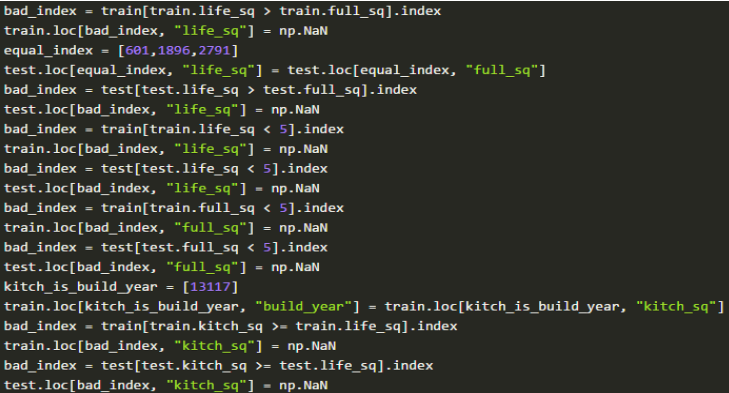 bad_index = train[train.life_sq > train.full_sq].index
train.loc[bad_index, "life_sq"] = np.NaN
equal_index = [601,1896,2791]
test.loc[equal_index, "life_sq"] = test.loc[equal_index, "full_sq"]
bad_index = test[test.life_sq > test.full_sq].index
test.loc[bad_index, "life_sq"] = np.NaN
bad_index = train[train.life_sq < 5].index
train.loc[bad_index, "life_sq"] = np.NaN
bad_index = test[test.life_sq < 5].index
test.loc[bad_index, "life_sq"] = np.NaN
bad_index = train[train.full_sq < 5].index
train.loc[bad_index, "full_sq"] = np.NaN
bad_index = test[test.full_sq < 5].index
test.loc[bad_index, "full_sq"] = np.NaN
kitch_is_build_year = [13117]
train.loc[kitch_is_build_year, "build_year"] = train.loc[kitch_is_build_year, "kitch_sq"]
bad_index = train[train.kitch_sq >= train.life_sq].index
train.loc[bad_index, "kitch_sq"] = np.NaN
bad_index = test[test.kitch_sq >= test.life_sq].index
test.loc[bad_index, "kitch_sq"] = np.NaN